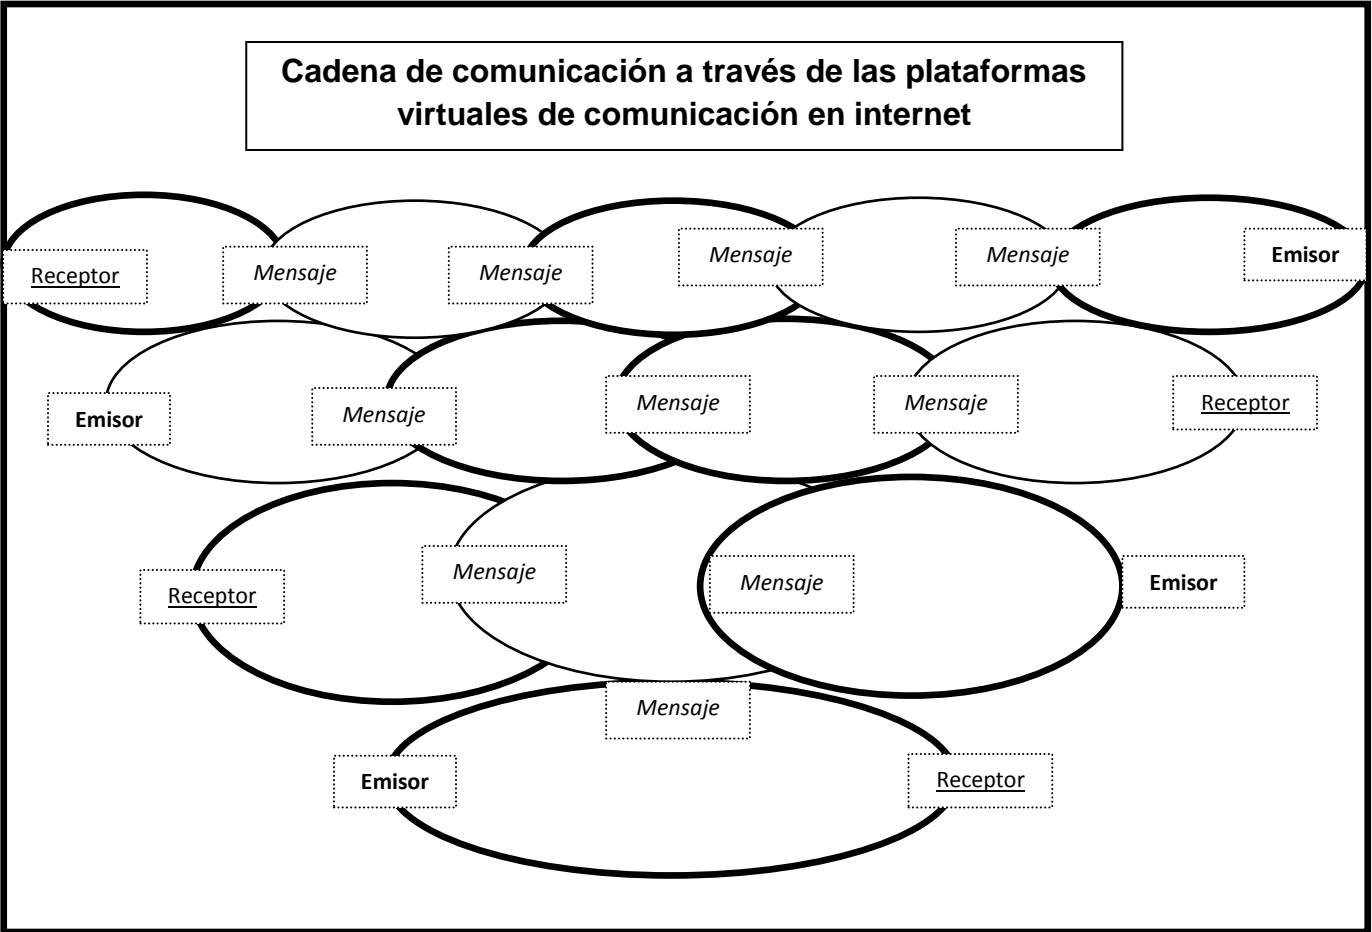 Cadena de comunicación a través de las plataformas
virtuales de comunicación en internet
Receptor
Mensaje
Mensaje
Mensaje
Mensaje
Emisor
Emisor
Mensaje
Mensaje
Mensaje
Receptor
Receptor
Mensaje
Mensaje
Emisor
Mensaje
Emisor
Receptor